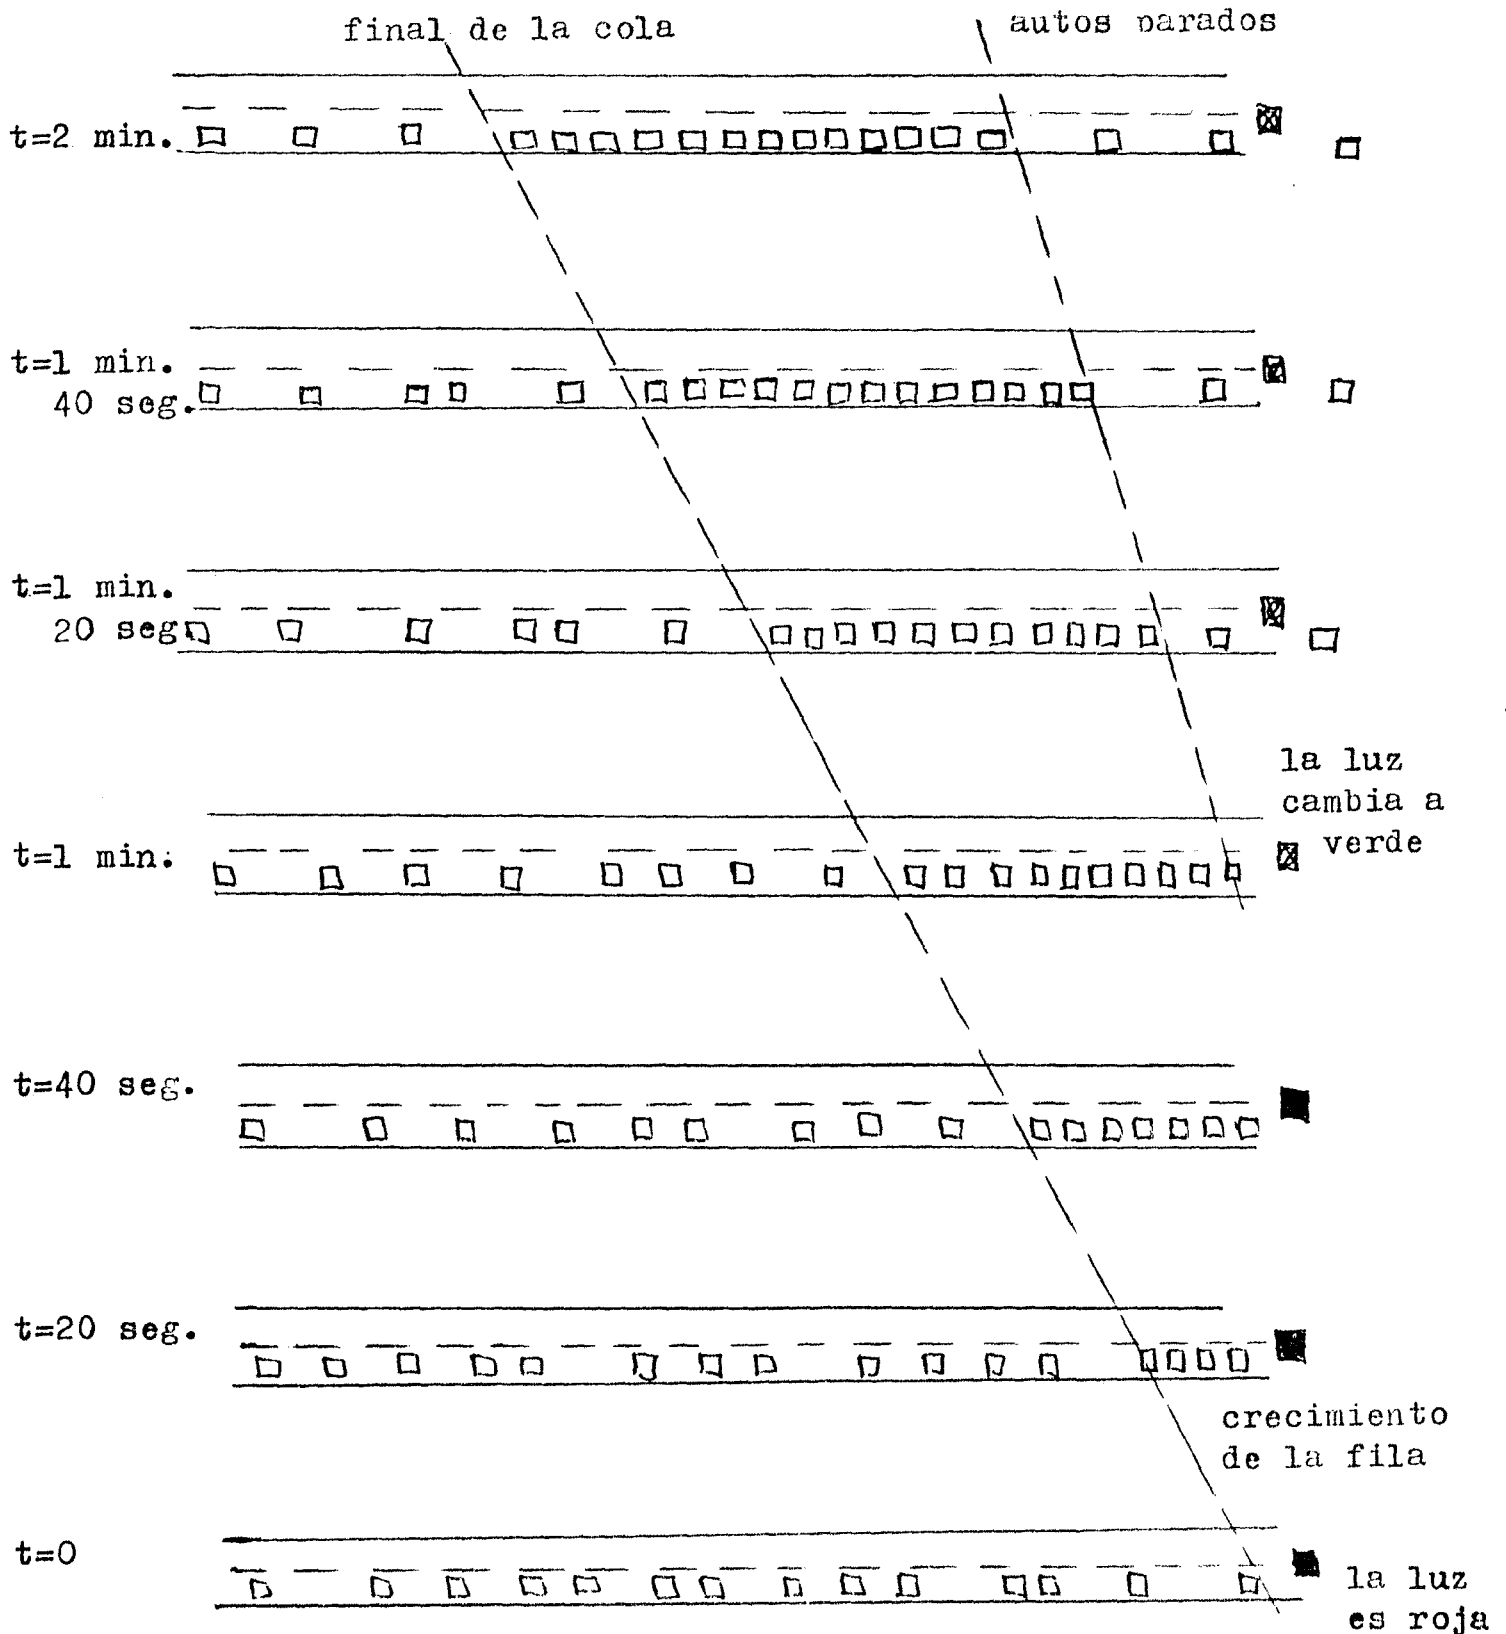 final de la cola
autos parados
t=2 min.
t=1 min.
40 seg.
t=1 min.
20 seg.
la luz
cambia a
verde
t=1 min.
t=40 seg.
t=20 seg.
crecimiento
de la fila
t=0
la luz
es roja